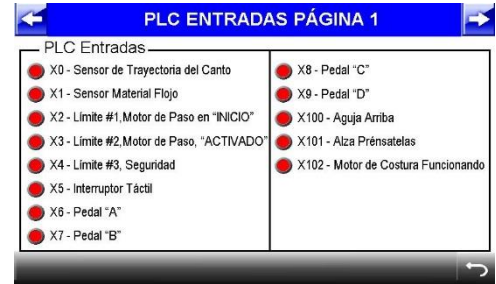 PLC ENTRADAS PÁGINA 1
PLC Entradas
X0 - Sensor de Trayectoria del Canto
X1 - Sensor Material Flojo
X2 - Límite #1,Motor de Paso en “INICIO”
X3 - Límite #2,Motor de Paso, “ACTIVADO”
X4 - Límite #3, Seguridad
X5 - Interruptor Táctil
X6 - Pedal “A”
X7 - Pedal “B”
X8 - Pedal “C”
X9 - Pedal “D”
X100 - Aguja Arriba
X101 - Alza Prénsatelas
X102 - Motor de Costura Funcionando